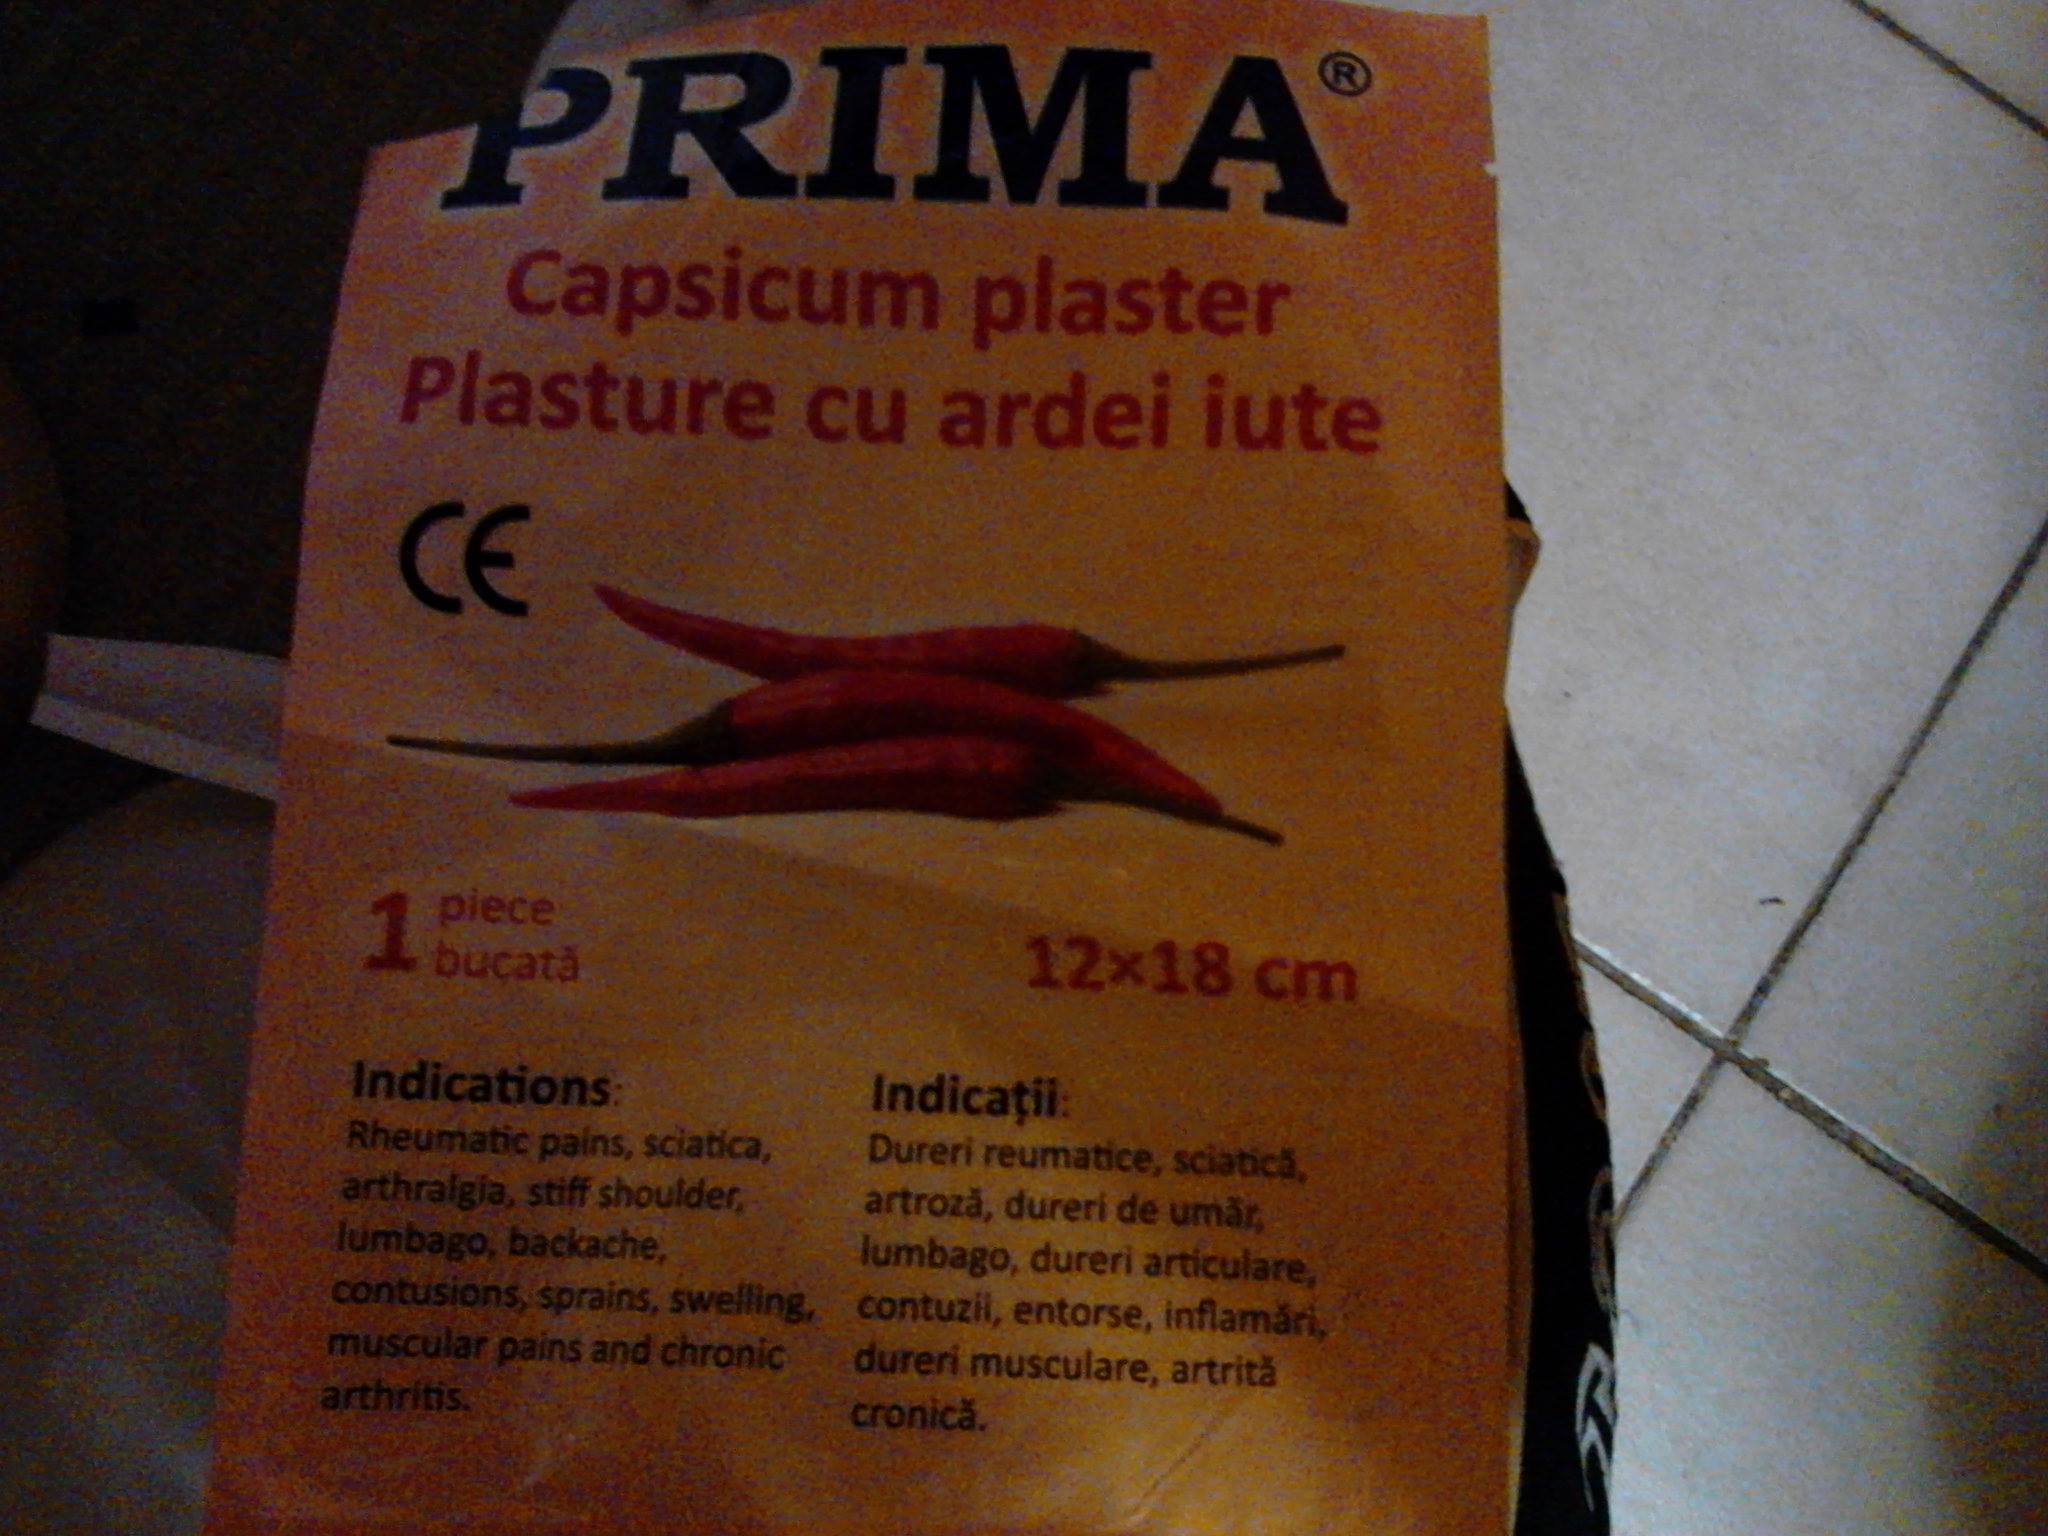 PRIMA®
Capsicum plaster
Plasture cu ardei iute
CE
1 piece
bucată
12×18 cm
Indications:
Rheumatic pains, sciatica,
arthralgia, stiff shoulder,
lumbago, backache,
contusions, sprains, swelling,
muscular pains and chronic
arthritis.
Indicații:
Dureri reumatice, sciatică,
artroză, dureri de umăr,
lumbago, dureri articulare,
contuzii, entorse, inflamări,
dureri musculare, artrită
cronică.